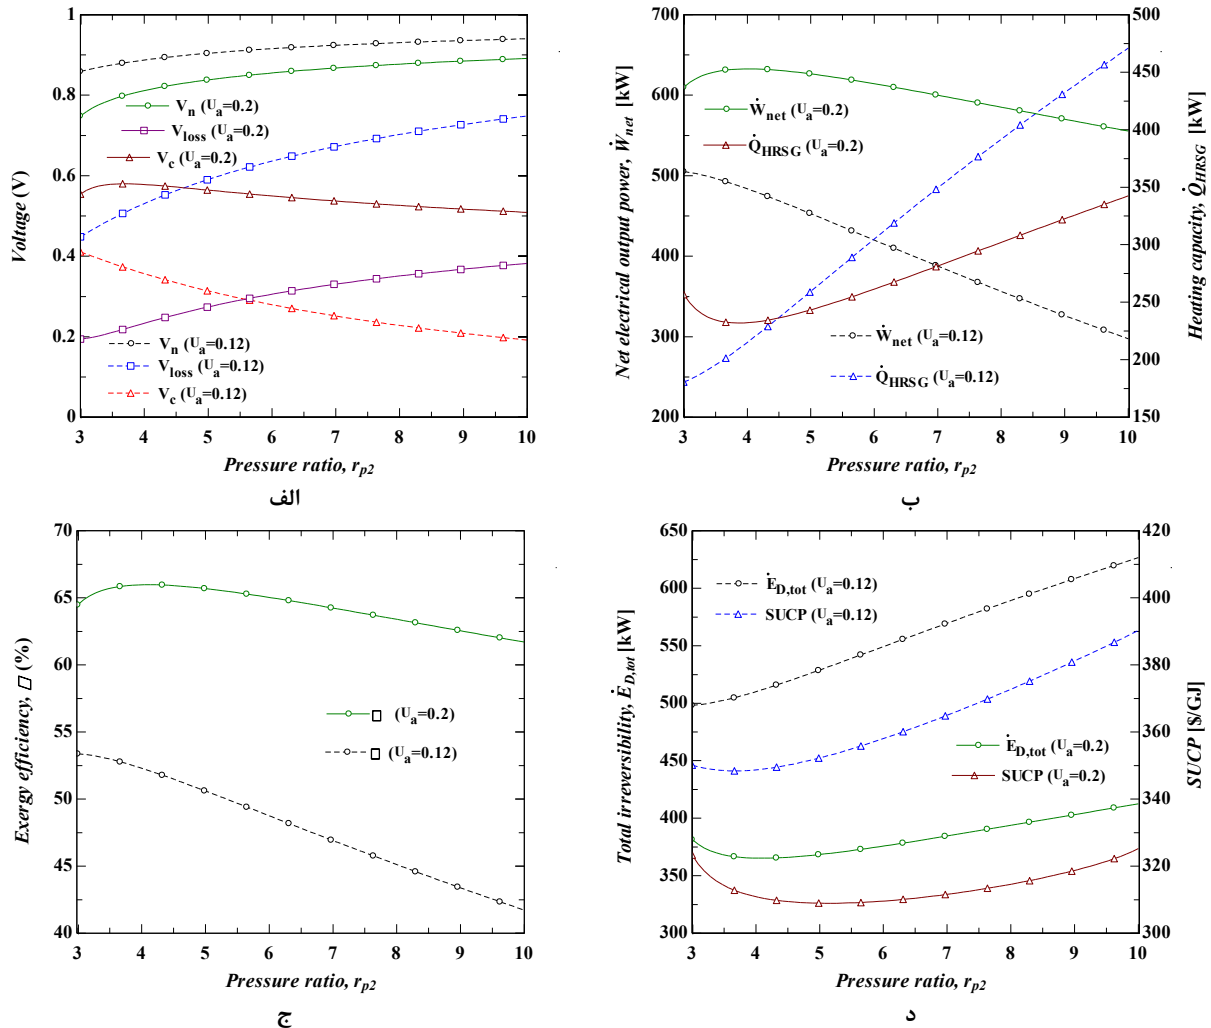 1
0.8
0.6
0.4
0.2
0
Voltage (V)
V_n (U_a=0.2)
V_loss (U_a=0.2)
V_c (U_a=0.2)
V_n (U_a=0.12)
V_loss (U_a=0.12)
V_c (U_a=0.12)
3 4 5 6 7 8 9 10
Pressure ratio, r_p2
الف
700
600
500
400
300
200
Net electrical output power, Ẇ_net [kW]
Ẇ_net (U_a=0.2)
Q̇_HRSG (U_a=0.2)
Ẇ_net (U_a=0.12)
Q̇_HRSG (U_a=0.12)
500
450
400
350
300
250
200
150
Heating capacity, Q̇_HRSG [kW]
3 4 5 6 7 8 9 10
Pressure ratio, r_p2
ب
70
65
60
55
50
45
40
Exergy efficiency, □ (%)
□ (U_a=0.2)
□ (U_a=0.12)
3 4 5 6 7 8 9 10
Pressure ratio, r_p2
ج
650
600
550
500
450
400
350
300
Total irreversibility, Ė_D,tot [kW]
Ė_D,tot (U_a=0.12)
SUCP (U_a=0.12)
Ė_D,tot (U_a=0.2)
SUCP (U_a=0.2)
420
400
380
360
340
320
300
SUCP [$/GJ]
3 4 5 6 7 8 9 10
Pressure ratio, r_p2
د